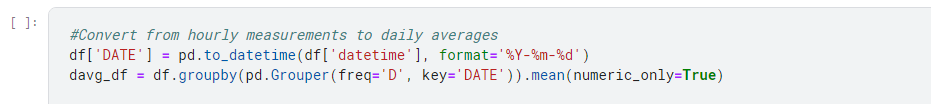 [ ]:
#Convert from hourly measurements to daily averages
df['DATE'] = pd.to_datetime(df['datetime'], format='%Y-%m-%d')
davg_df = df.groupby(pd.Grouper(freq='D', key='DATE')).mean(numeric_only=True)